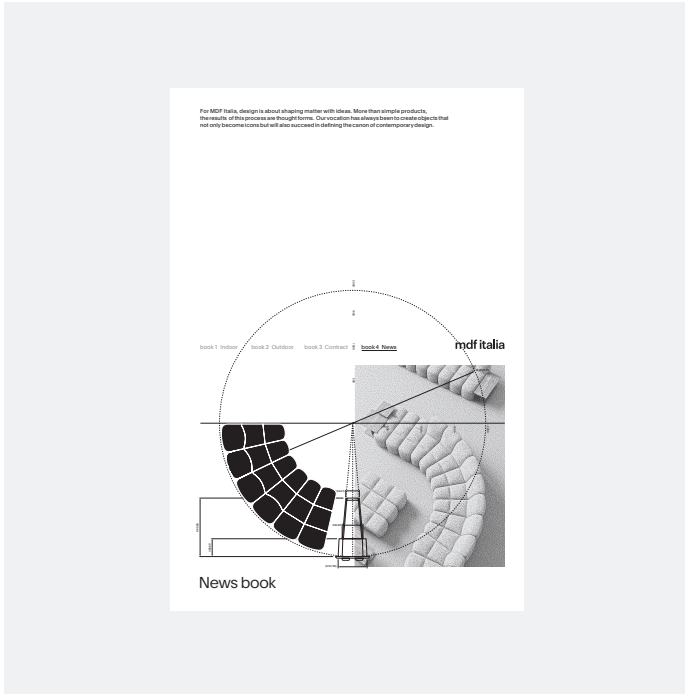 For MDF Italia, design is about shaping matter with ideas. More than simple products,
the results of this process are thought forms. Our vocation has always been to create objects that
not only become icons but will also succeed in defining the canon of contemporary design.
book 1 Indoor book 2 Outdoor book 3 Contract book 4 News
mdf italia
News book